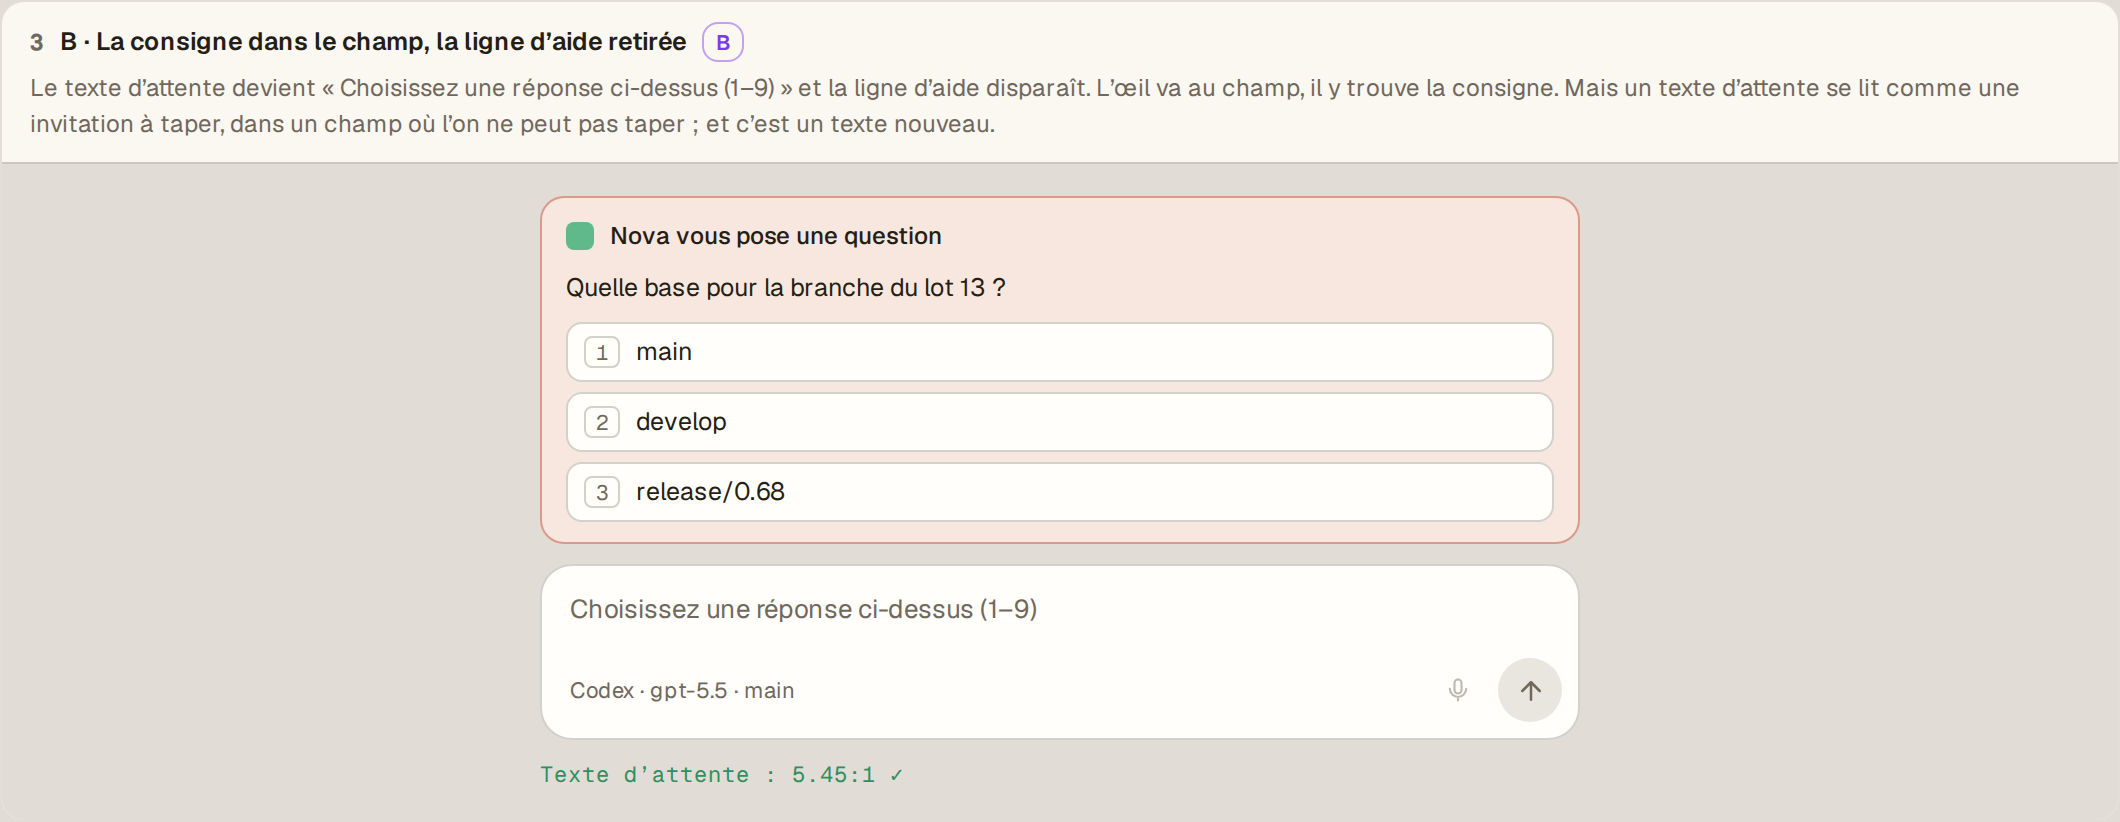 3 B · La consigne dans le champ, la ligne d’aide retirée B
Le texte d’attente devient « Choisissez une réponse ci-dessus (1–9) » et la ligne d’aide disparaît. L’œil va au champ, il y trouve la consigne. Mais un texte d’attente se lit comme une
invitation à taper, dans un champ où l’on ne peut pas taper ; et c’est un texte nouveau.
Nova vous pose une question
Quelle base pour la branche du lot 13 ?
1 main
2 develop
3 release/0.68
Choisissez une réponse ci-dessus (1–9)
Codex · gpt-5.5 · main
Texte d’attente : 5.45:1 ✓